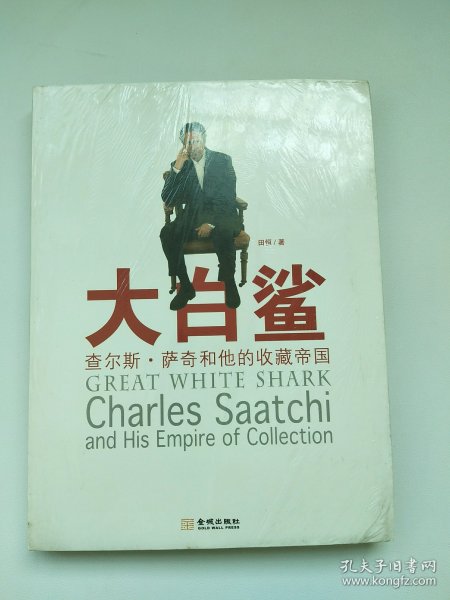 田恒/著
大白鲨
查尔斯·萨奇和他的收藏帝国
GREAT WHITE SHARK
Charles Saatchi
and His Empire of Collection
金城出版社
GOLD WALL PRESS
孔夫子旧书网
www.kongfz.com